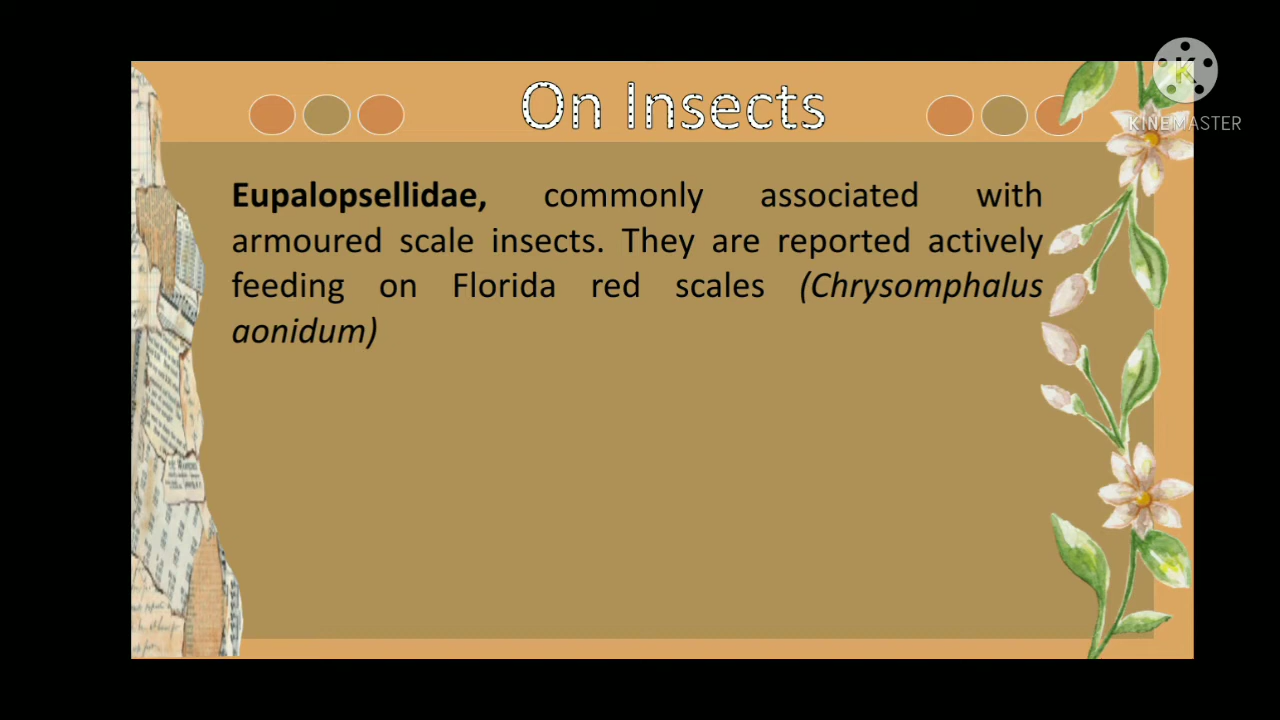 On Insects
KINEMASTER
Eupalopsellidae, commonly associated with
armoured scale insects. They are reported actively
feeding on Florida red scales (Chrysomphalus
aonidum)